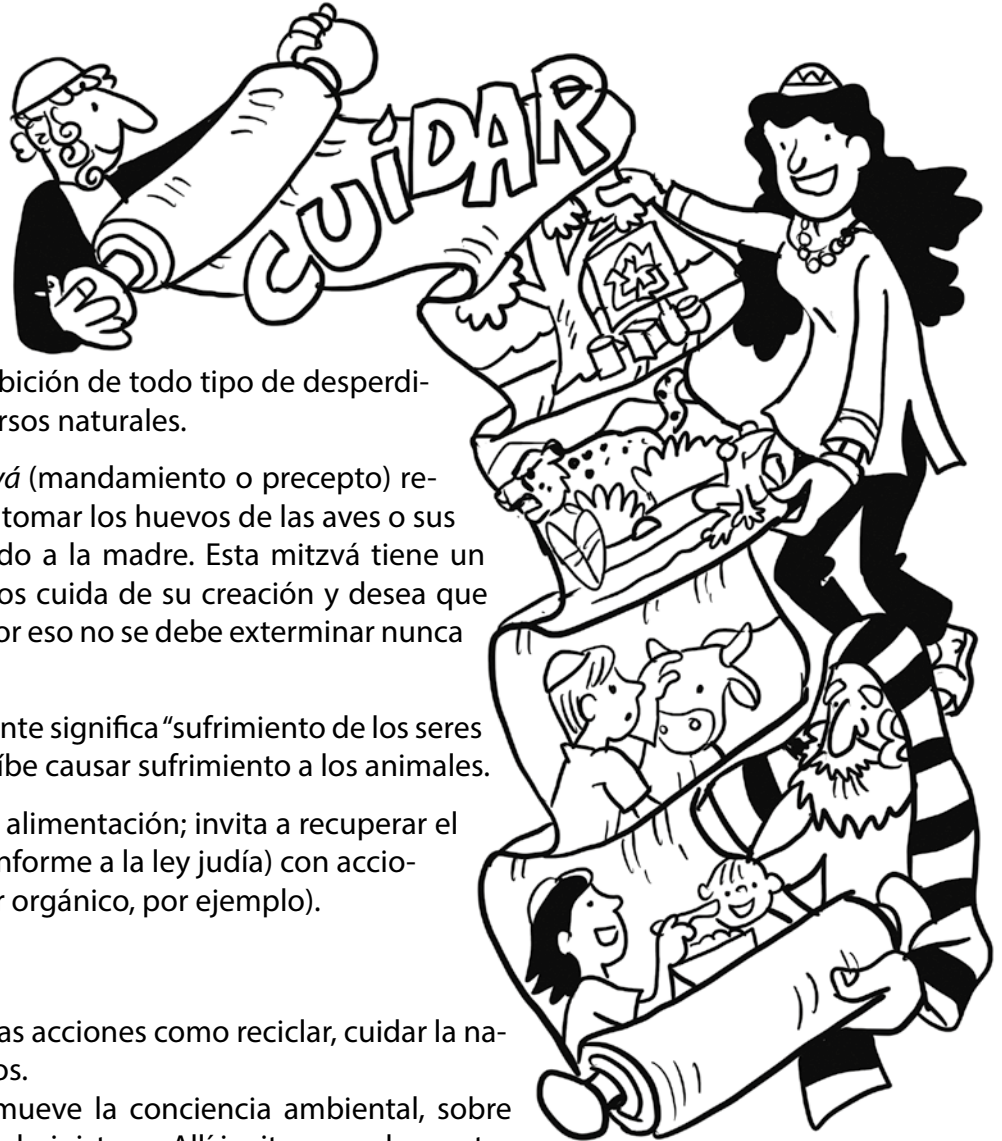 CUiDAR
bición de todo tipo de desperdi-
rsos naturales.
vá (mandamiento o precepto) re-
tomar los huevos de las aves o sus
do a la madre. Esta mitzvá tiene un
os cuida de su creación y desea que
or eso no se debe exterminar nunca
nte significa “sufrimiento de los seres
íbe causar sufrimiento a los animales.
alimentación; invita a recuperar el
nforme a la ley judía) con accio-
r orgánico, por ejemplo).
as acciones como reciclar, cuidar la na-
os.
mueve la conciencia ambiental, sobre